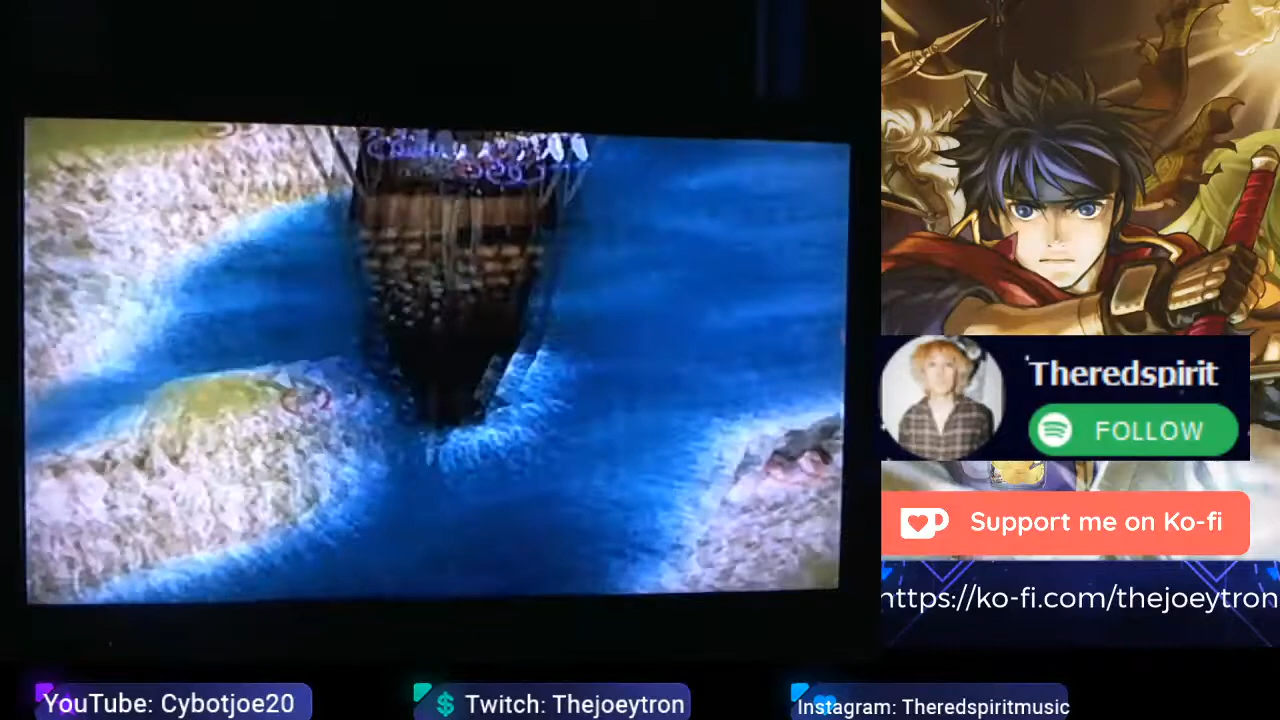 Theredspirit
FOLLOW
Support me on Ko-fi
https://ko-fi.com/thejoeytron
YouTube: Cybotjoe20
Twitch: Thejoeytron
Instagram: Theredspiritmusic